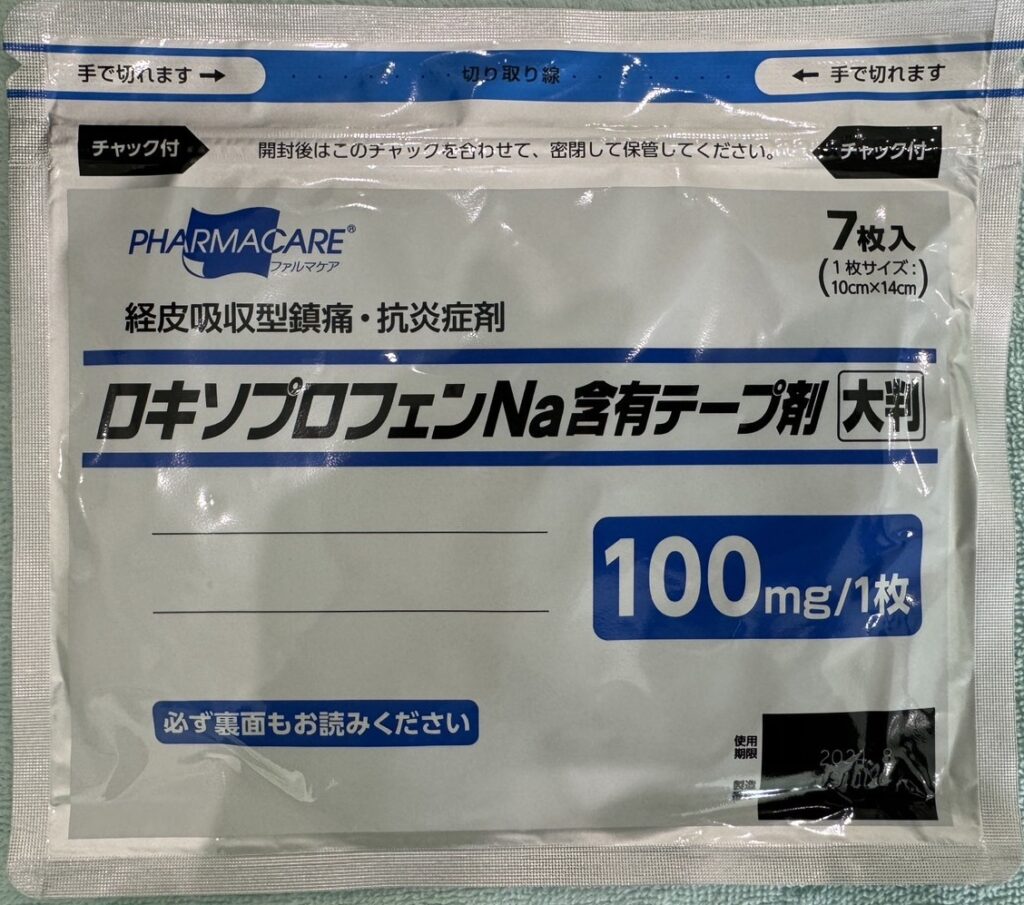 手で切れます → 切り取り線 ← 手で切れます
チャック付 開封後はこのチャックを合わせて、密閉して保管してください。 チャック付
PHARMACARE®
ファルマケア
7枚入
(1枚サイズ:
10cm×14cm)
経皮吸収型鎮痛・抗炎症剤
ロキソプロフェンNa含有テープ剤 大判
100mg/1枚
必ず裏面もお読みください
使用
期限
製造